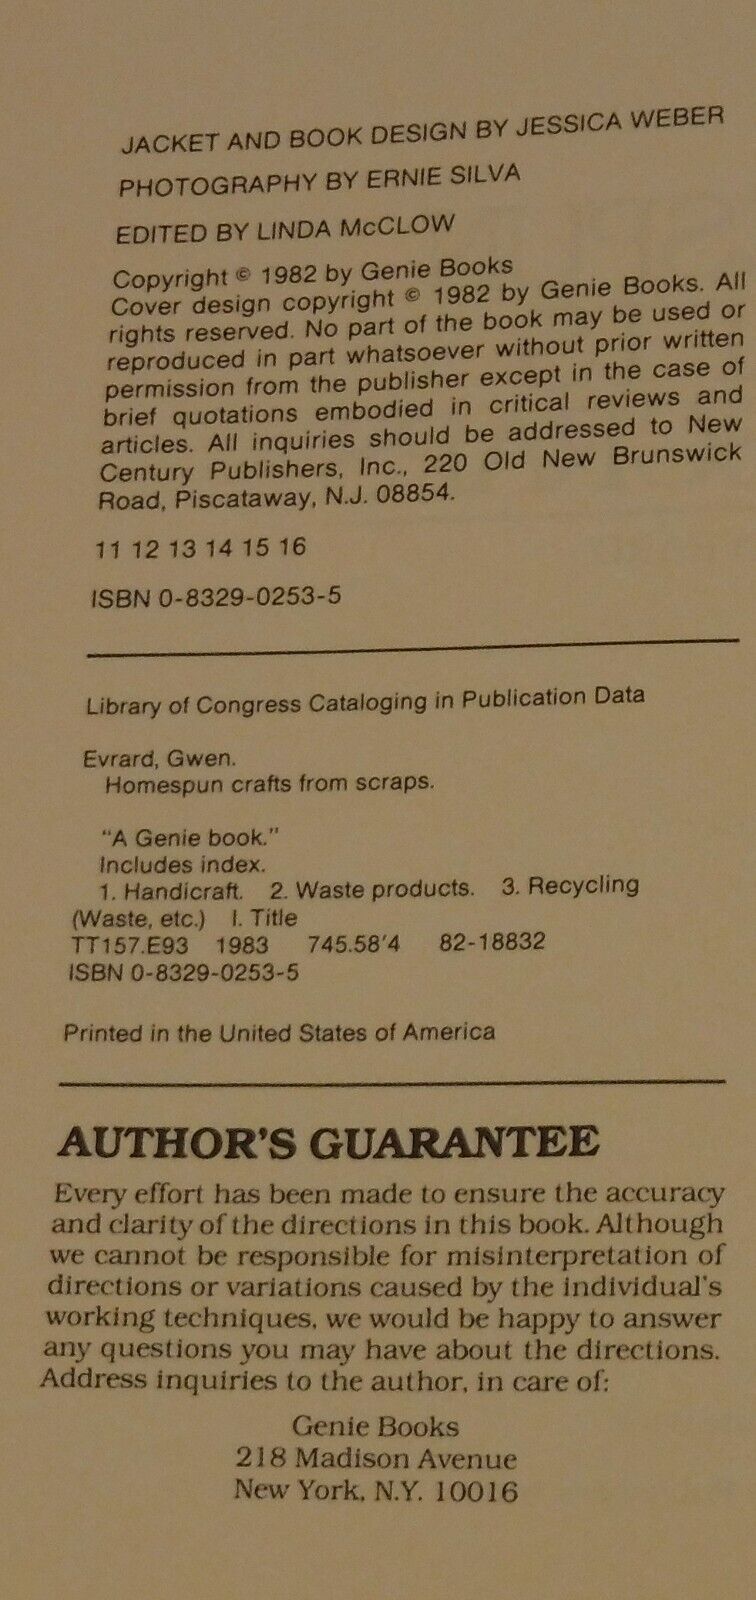 JACKET AND BOOK DESIGN BY JESSICA WEBER
PHOTOGRAPHY BY ERNIE SILVA
EDITED BY LINDA McCLOW
Copyright © 1982 by Genie Books
Cover design copyright © 1982 by Genie Books. All
rights reserved. No part of the book may be used or
reproduced in part whatsoever without prior written
permission from the publisher except in the case of
brief quotations embodied in critical reviews and
articles. All inquiries should be addressed to New
Century Publishers, Inc., 220 Old New Brunswick
Road, Piscataway, N.J. 08854.
11 12 13 14 15 16
ISBN 0-8329-0253-5
Library of Congress Cataloging in Publication Data
Evrard, Gwen.
Homespun crafts from scraps.
"A Genie book."
Includes index.
1. Handicraft. 2. Waste products. 3. Recycling
(Waste, etc.) I. Title
TT157.E93 1983 745.58'4 82-18832
ISBN 0-8329-0253-5
Printed in the United States of America
AUTHOR'S GUARANTEE
Every effort has been made to ensure the accuracy
and clarity of the directions in this book. Although
we cannot be responsible for misinterpretation of
directions or variations caused by the individual's
working techniques, we would be happy to answer
any questions you may have about the directions.
Address inquiries to the author, in care of:
Genie Books
218 Madison Avenue
New York, N.Y. 10016